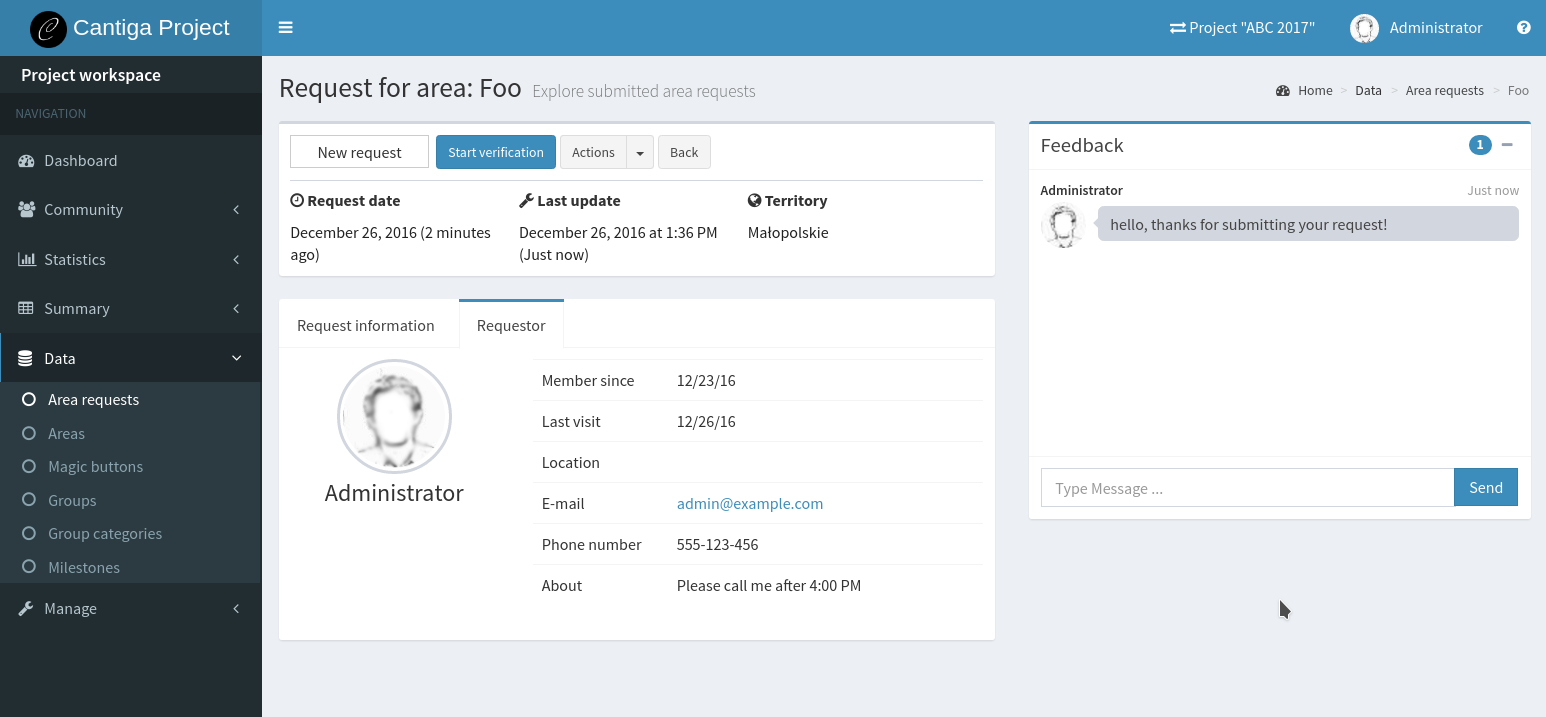 Cantiga Project
Project "ABC 2017"
Administrator
Project workspace
NAVIGATION
Dashboard
Community
Statistics
Summary
Data
Area requests
Areas
Magic buttons
Groups
Group categories
Milestones
Manage
Request for area: Foo Explore submitted area requests
Home > Data > Area requests > Foo
New request Start verification Actions Back
Request date Last update Territory
December 26, 2016 (2 minutes December 26, 2016 at 1:36 PM Małopolskie
ago) (Just now)
Request information Requestor
Administrator
Member since 12/23/16
Last visit 12/26/16
Location
E-mail admin@example.com
Phone number 555-123-456
About Please call me after 4:00 PM
Feedback 1
Administrator Just now
hello, thanks for submitting your request!
Type Message ... Send